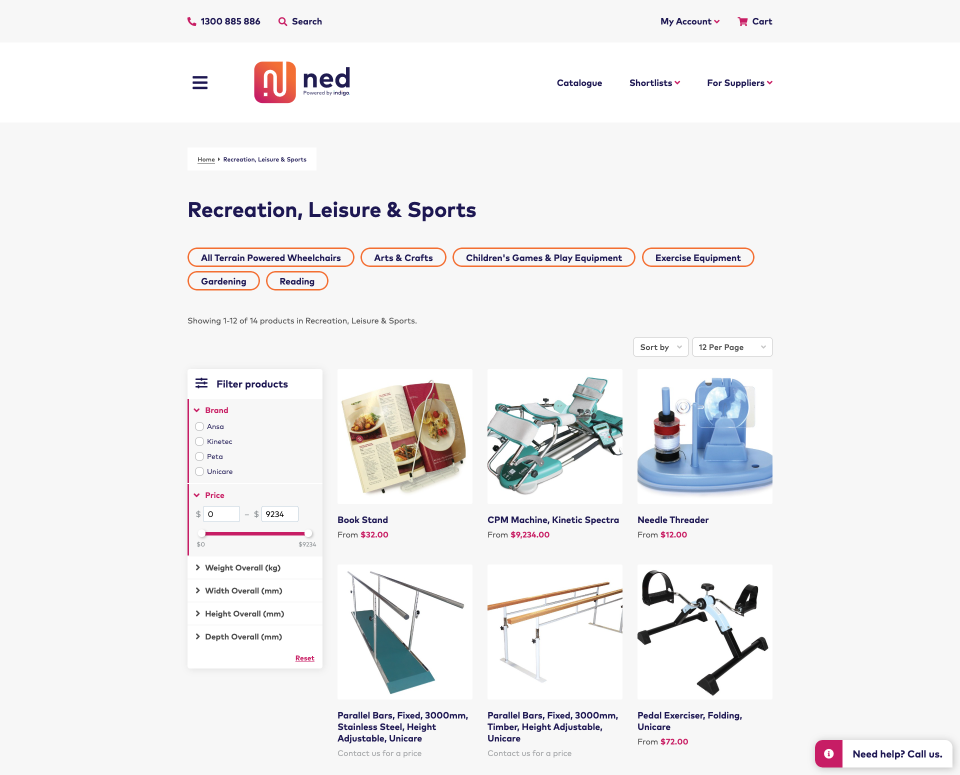 1300 885 886
Search
My Account
Cart
ned
Powered by indigo
Catalogue
Shortlists
For Suppliers
Home
Recreation, Leisure & Sports
Recreation, Leisure & Sports
All Terrain Powered Wheelchairs
Arts & Crafts
Children's Games & Play Equipment
Exercise Equipment
Gardening
Reading
Showing 1-12 of 14 products in Recreation, Leisure & Sports.
Sort by
12 Per Page
Filter products
Brand
Ansa
Kinetec
Peta
Unicare
Price
$ 0 – $ 9234
$0
$9234
Weight Overall (kg)
Width Overall (mm)
Height Overall (mm)
Depth Overall (mm)
Reset
Book Stand
From $32.00
CPM Machine, Kinetic Spectra
From $9,234.00
Needle Threader
From $12.00
Parallel Bars, Fixed, 3000mm,
Stainless Steel, Height
Adjustable, Unicare
Contact us for a price
Parallel Bars, Fixed, 3000mm,
Timber, Height Adjustable,
Unicare
Contact us for a price
Pedal Exerciser, Folding,
Unicare
From $72.00
Need help? Call us.